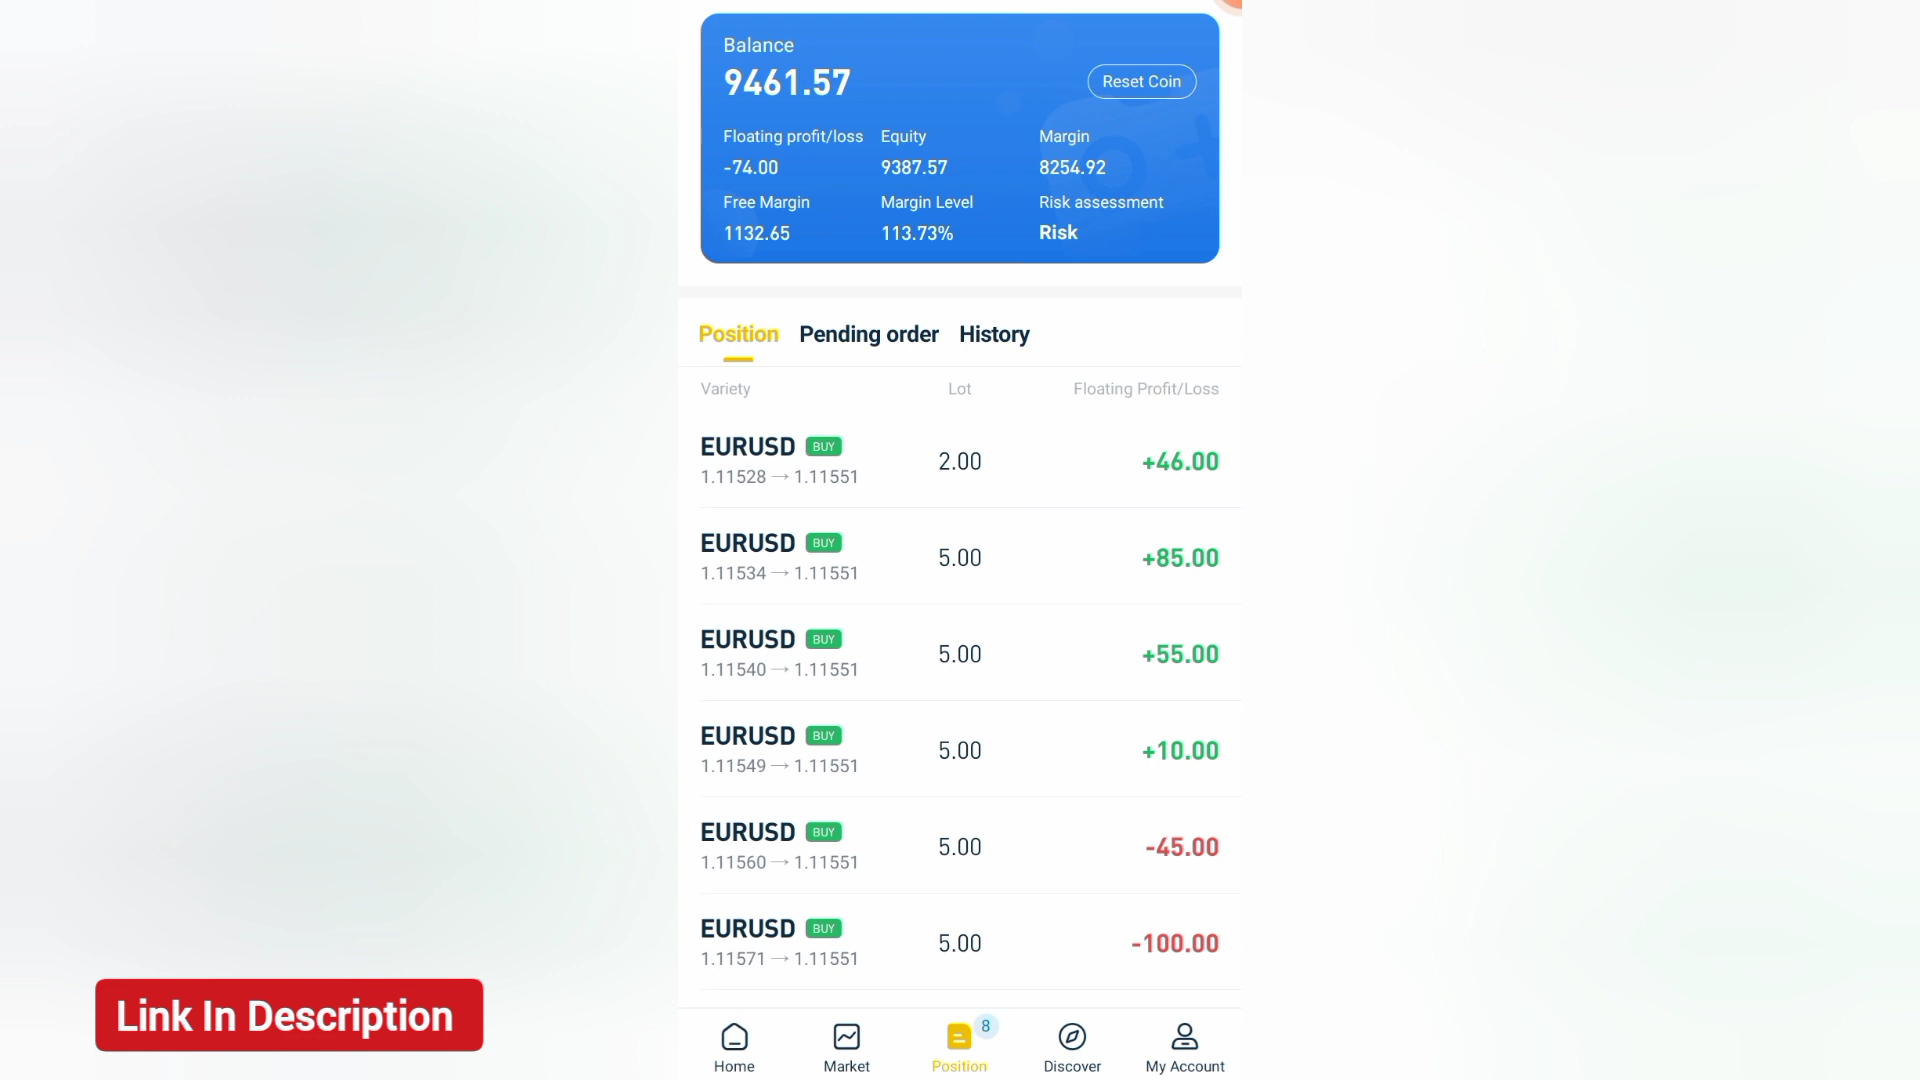 Balance
9461.57
Reset Coin
Floating profit/loss Equity Margin
-74.00 9387.57 8254.92
Free Margin Margin Level Risk assessment
1132.65 113.73% Risk
Position Pending order History
Variety Lot Floating Profit/Loss
EURUSD BUY
1.11528 → 1.11551
2.00 +46.00
EURUSD BUY
1.11534 → 1.11551
5.00 +85.00
EURUSD BUY
1.11540 → 1.11551
5.00 +55.00
EURUSD BUY
1.11549 → 1.11551
5.00 +10.00
EURUSD BUY
1.11560 → 1.11551
5.00 -45.00
EURUSD BUY
1.11571 → 1.11551
5.00 -100.00
Link In Description
8
Home Market Position Discover My Account